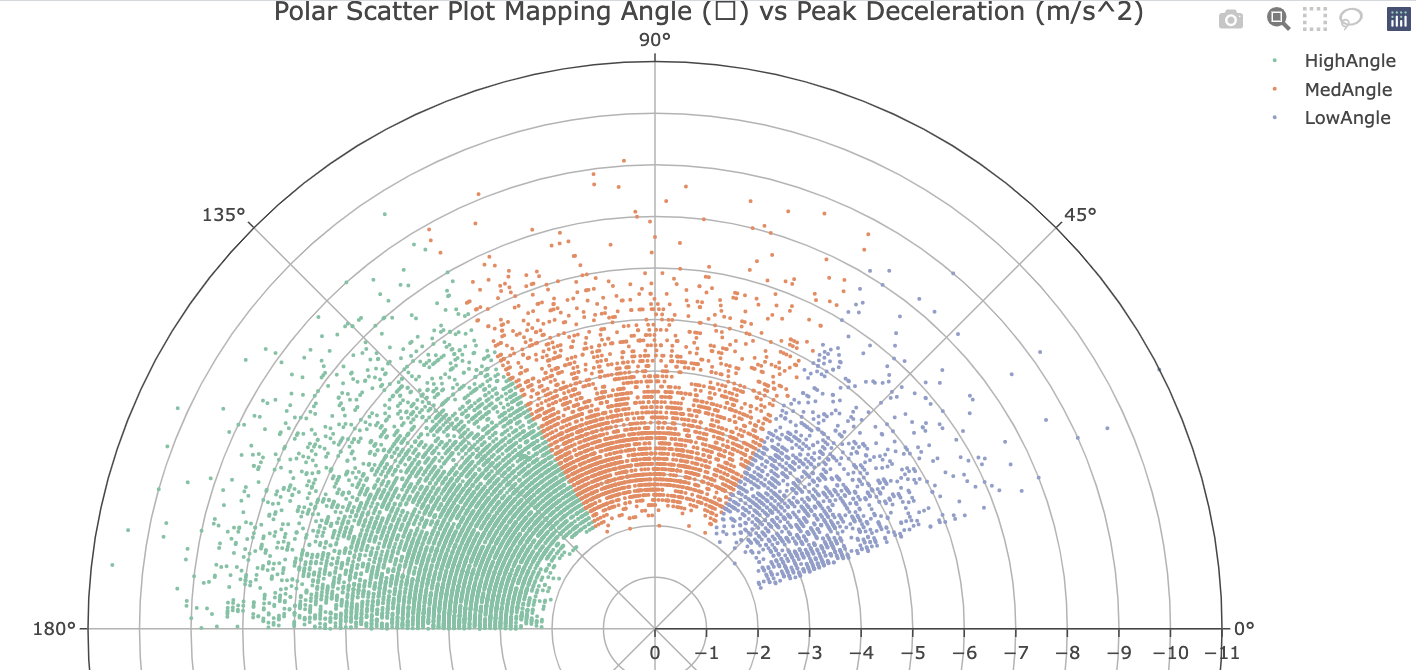 Polar Scatter Plot Mapping Angle (□) vs Peak Deceleration (m/s^2)
90°
HighAngle
MedAngle
LowAngle
135°
45°
180°
0°
0 −1 −2 −3 −4 −5 −6 −7 −8 −9 −10 −11